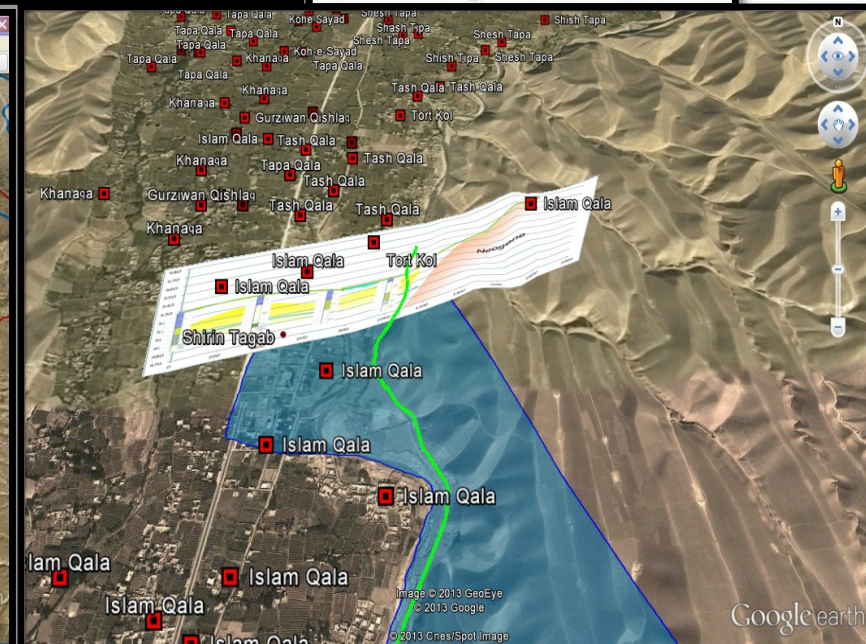 Tapa Qala
Kohe Sayad
Shesh Tapa
Shish Tapa
Tapa Qala
Tapa Qala
Shash Tipa
Shesh Tapa
Tapa Qala
Shesh Tapa
Koh-e-Sayad
Tapa Qala
Khanaqa
Tapa Qala
Shish Tipa
Shesh Tapa
Tapa Qala
Khanaqa
Tash Qala
Tash Qala
Khanaqa
Gurziwan Qishlaq
Tort Kol
Islam Qala
Tash Qala
Khanaqa
Tapa Qala
Tash Qala
Khanaqa
Gurziwan Qishlaq
Tash Qala
Tash Qala
Tash Qala
Islam Qala
Khanaqa
Neogene
Islam Qala
Tort Kol
Islam Qala
Shirin Tagab
Islam Qala
Islam Qala
Islam Qala
lam Qala
Islam Qala
Islam Qala
Islam Qala
Image © 2013 GeoEye
© 2013 Google
© 2013 Cnes/Spot Image
Google earth
N